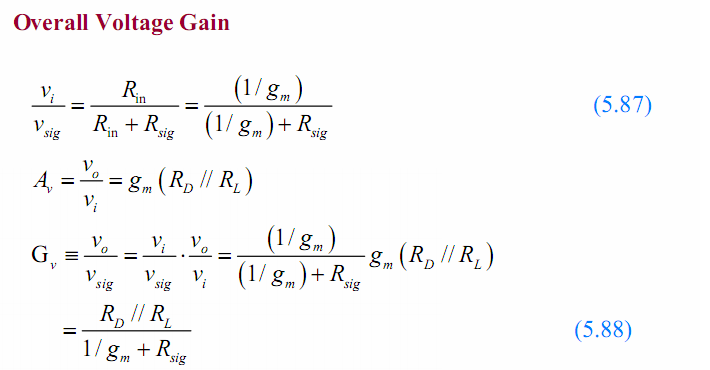 Overall Voltage Gain
v_i / v_sig = R_in / (R_in + R_sig) = (1/g_m) / ((1/g_m) + R_sig) (5.87)
A_v = v_o / v_i = g_m (R_D // R_L)
G_v ≡ v_o / v_sig = v_i / v_sig · v_o / v_i = (1/g_m) / ((1/g_m) + R_sig) g_m (R_D // R_L)
= R_D // R_L / (1/g_m + R_sig) (5.88)